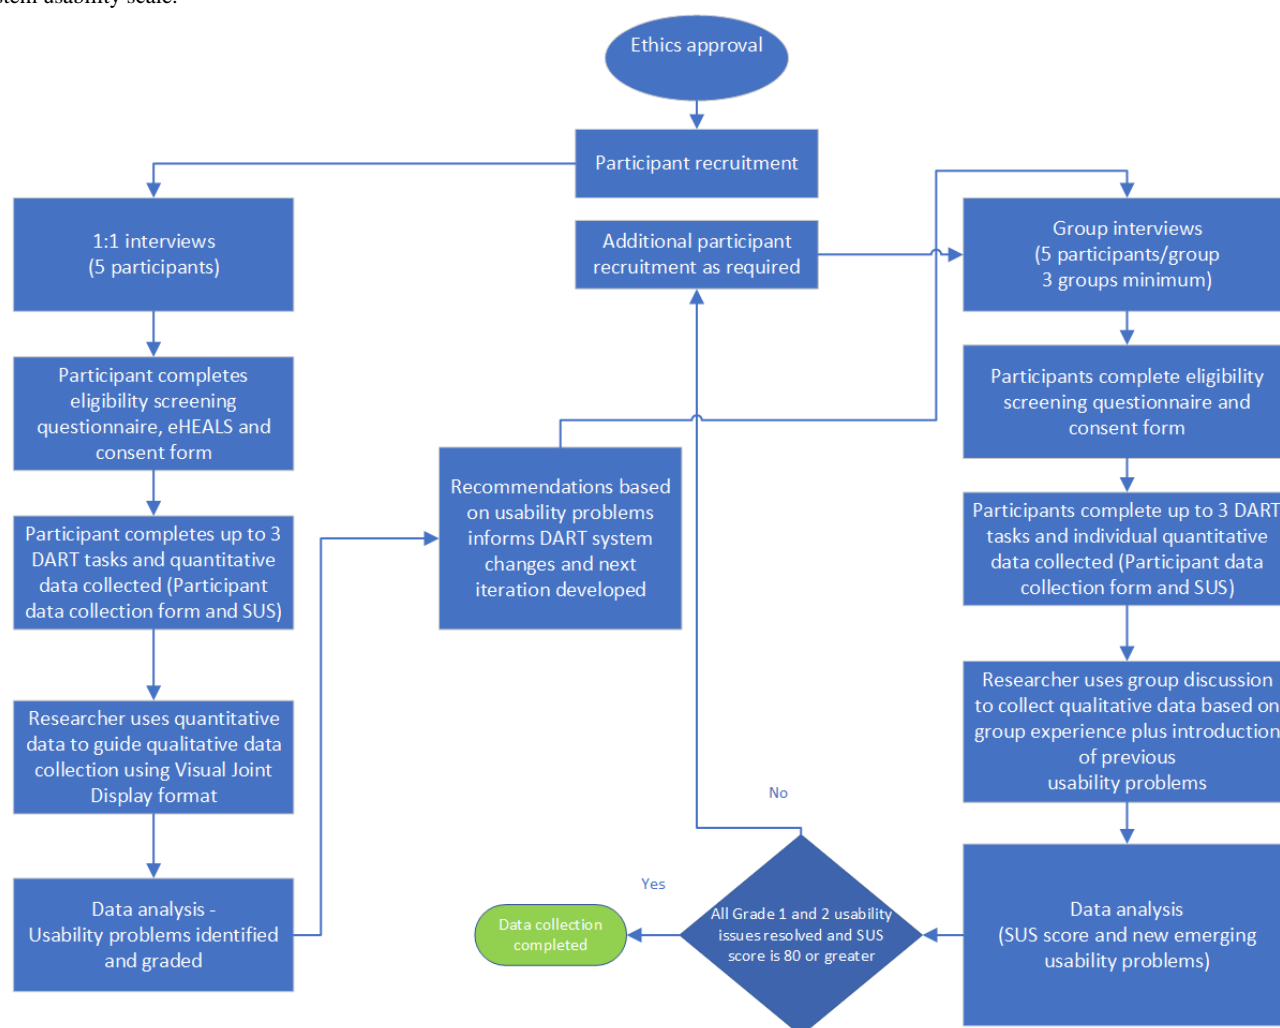 stem usability scale.
Ethics approval
Participant recruitment
1:1 interviews
(5 participants)
Additional participant
recruitment as required
Group interviews
(5 participants/group
3 groups minimum)
Participant completes
eligibility screening
questionnaire, eHEALS and
consent form
Participants complete eligibility
screening questionnaire and
consent form
Recommendations based
on usability problems
informs DART system
changes and next
iteration developed
Participant completes up to 3
DART tasks and quantitative
data collected (Participant
data collection form and SUS)
Participants complete up to 3 DART
tasks and individual quantitative
data collected (Participant data
collection form and SUS)
Researcher uses quantitative
data to guide qualitative data
collection using Visual Joint
Display format
Researcher uses group discussion
to collect qualitative data based on
group experience plus introduction
of previous
usability problems
No
Yes
Data analysis -
Usability problems identified
and graded
Data collection
completed
All Grade 1 and 2 usability
issues resolved and SUS
score is 80 or greater
Data analysis
(SUS score and new emerging
usability problems)